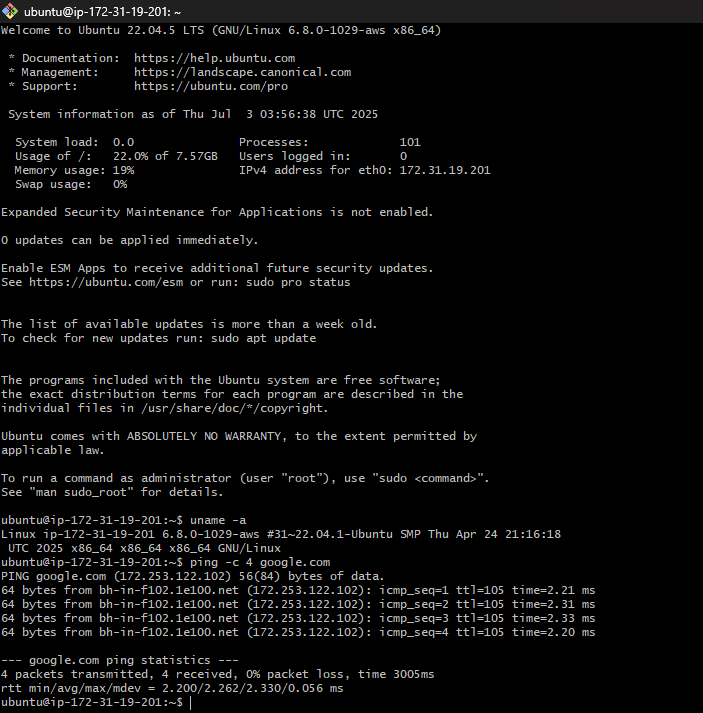 ubuntu@ip-172-31-19-201: ~
Welcome to Ubuntu 22.04.5 LTS (GNU/Linux 6.8.0-1029-aws x86_64)
* Documentation:  https://help.ubuntu.com
* Management:     https://landscape.canonical.com
* Support:        https://ubuntu.com/pro
System information as of Thu Jul  3 03:56:38 UTC 2025
System load:  0.0               Processes:             101
Usage of /:   22.0% of 7.57GB   Users logged in:       0
Memory usage: 19%               IPv4 address for eth0: 172.31.19.201
Swap usage:   0%
Expanded Security Maintenance for Applications is not enabled.
0 updates can be applied immediately.
Enable ESM Apps to receive additional future security updates.
See https://ubuntu.com/esm or run: sudo pro status
The list of available updates is more than a week old.
To check for new updates run: sudo apt update
The programs included with the Ubuntu system are free software;
the exact distribution terms for each program are described in the
individual files in /usr/share/doc/*/copyright.
Ubuntu comes with ABSOLUTELY NO WARRANTY, to the extent permitted by
applicable law.
To run a command as administrator (user "root"), use "sudo <command>".
See "man sudo_root" for details.
ubuntu@ip-172-31-19-201:~$ uname -a
Linux ip-172-31-19-201 6.8.0-1029-aws #31~22.04.1-Ubuntu SMP Thu Apr 24 21:16:18
UTC 2025 x86_64 x86_64 x86_64 GNU/Linux
ubuntu@ip-172-31-19-201:~$ ping -c 4 google.com
PING google.com (172.253.122.102) 56(84) bytes of data.
64 bytes from bh-in-f102.1e100.net (172.253.122.102): icmp_seq=1 ttl=105 time=2.21 ms
64 bytes from bh-in-f102.1e100.net (172.253.122.102): icmp_seq=2 ttl=105 time=2.31 ms
64 bytes from bh-in-f102.1e100.net (172.253.122.102): icmp_seq=3 ttl=105 time=2.33 ms
64 bytes from bh-in-f102.1e100.net (172.253.122.102): icmp_seq=4 ttl=105 time=2.20 ms
--- google.com ping statistics ---
4 packets transmitted, 4 received, 0% packet loss, time 3005ms
rtt min/avg/max/mdev = 2.200/2.262/2.330/0.056 ms
ubuntu@ip-172-31-19-201:~$